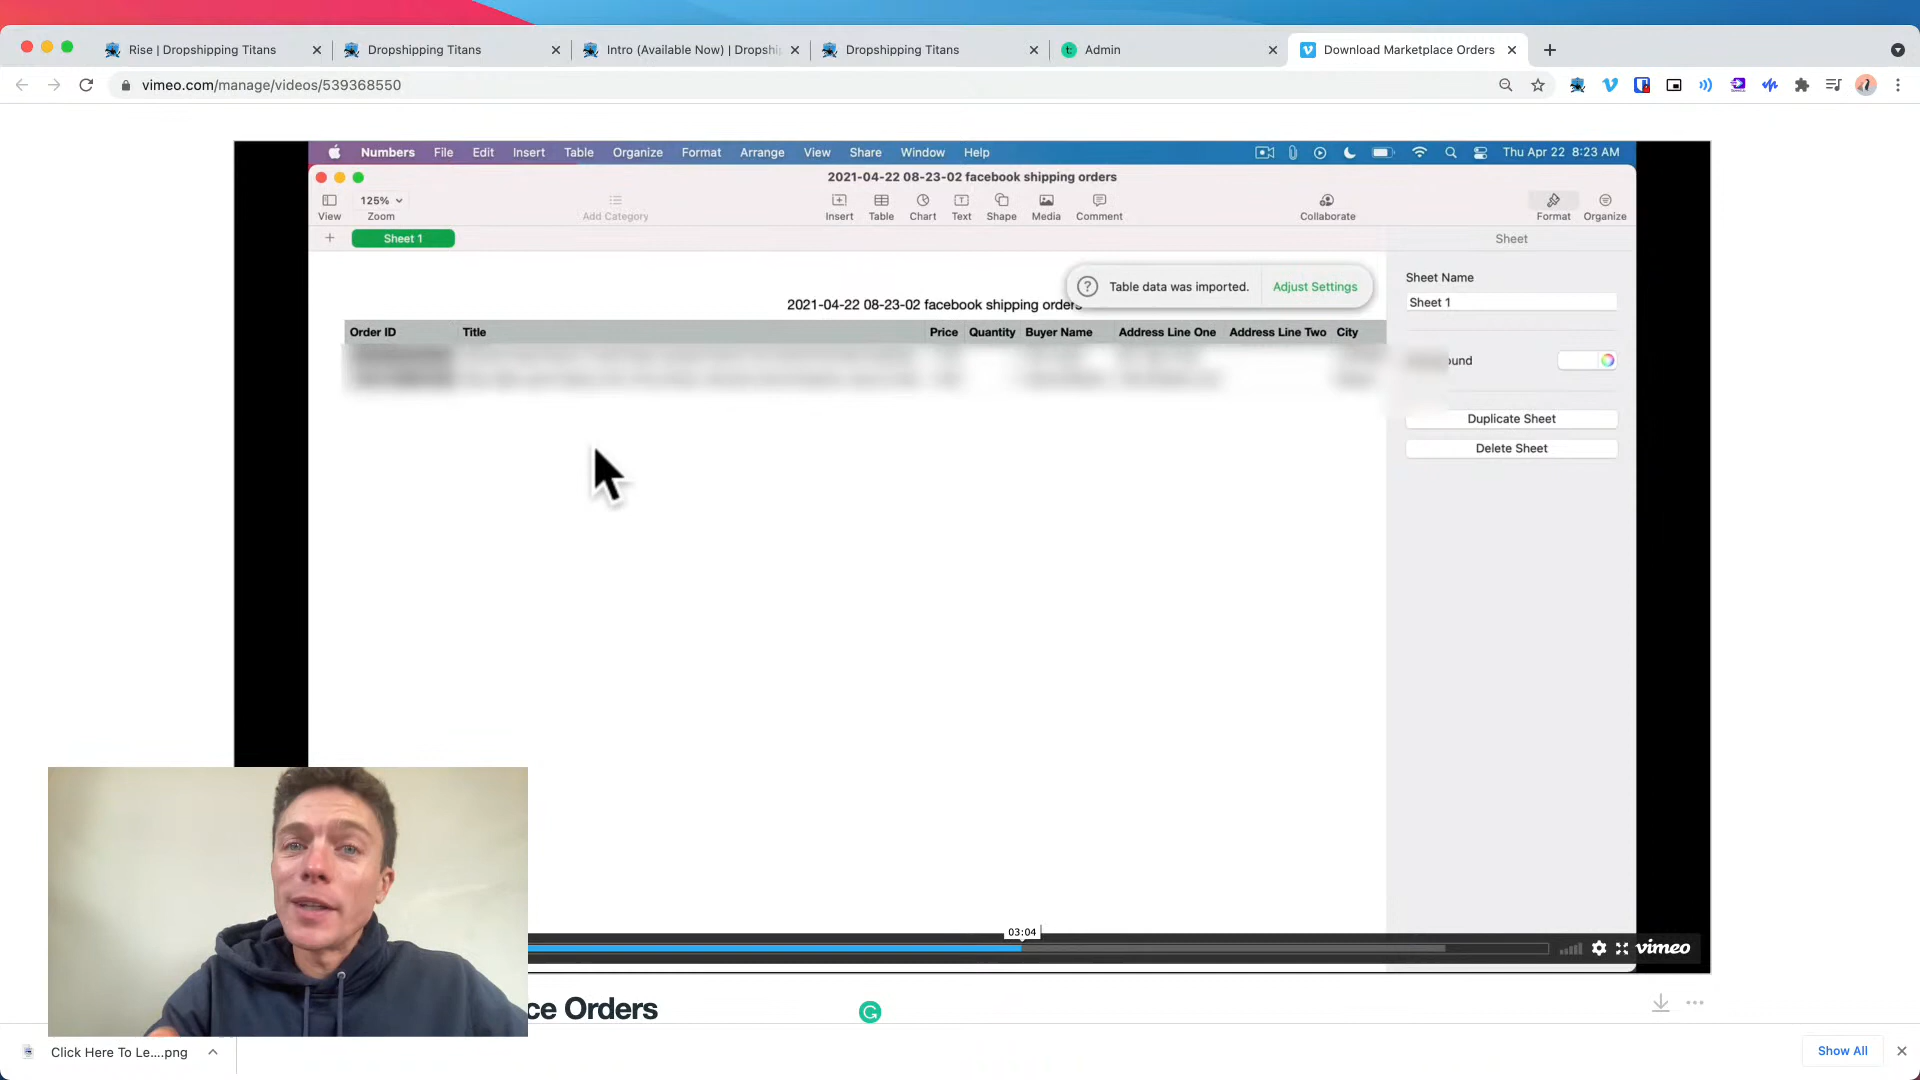 Rise | Dropshipping Titans
Dropshipping Titans
Intro (Available Now) | Dropshi
Dropshipping Titans
Admin
Download Marketplace Orders
vimeo.com/manage/videos/539368550
Numbers File Edit Insert Table Organize Format Arrange View Share Window Help
Thu Apr 22 8:23 AM
2021-04-22 08-23-02 facebook shipping orders
125%
View Zoom Add Category Insert Table Chart Text Shape Media Comment Collaborate Format Organize
Sheet 1
Sheet
Table data was imported. Adjust Settings
Sheet Name
Sheet 1
2021-04-22 08-23-02 facebook shipping orders
Order ID Title Price Quantity Buyer Name Address Line One Address Line Two City
ound
Duplicate Sheet
Delete Sheet
03:04
vimeo
ce Orders
Click Here To Le....png
Show All